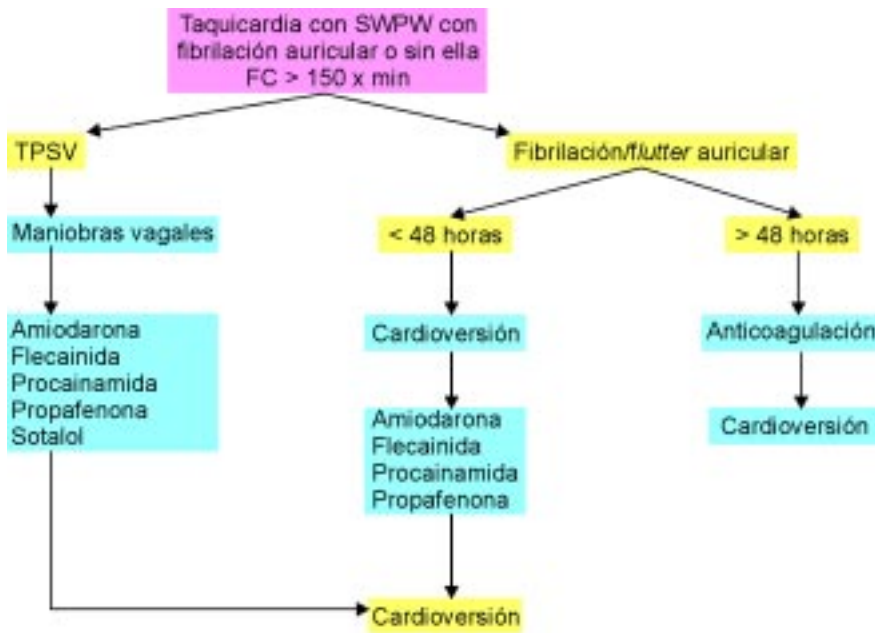 Taquicardia con SWPW con
fibrilación auricular o sin ella
FC > 150 x min
TPSV
Fibrilación/flutter auricular
Maniobras vagales
< 48 horas
> 48 horas
Amiodarona
Flecainida
Procainamida
Propafenona
Sotalol
Cardioversión
Anticoagulación
Amiodarona
Flecainida
Procainamida
Propafenona
Cardioversión
Cardioversión